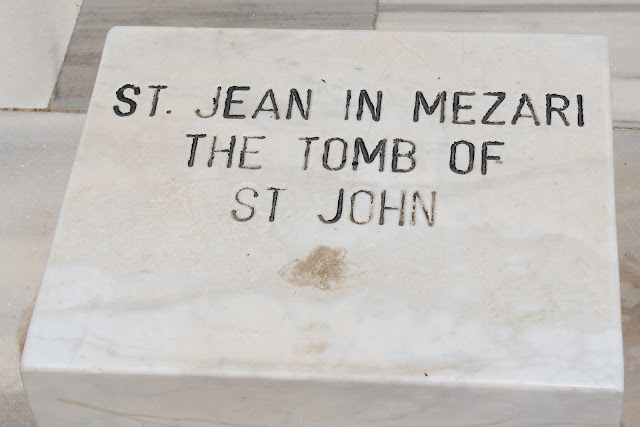 ST. JEAN IN MEZARI
THE TOMB OF
ST JOHN